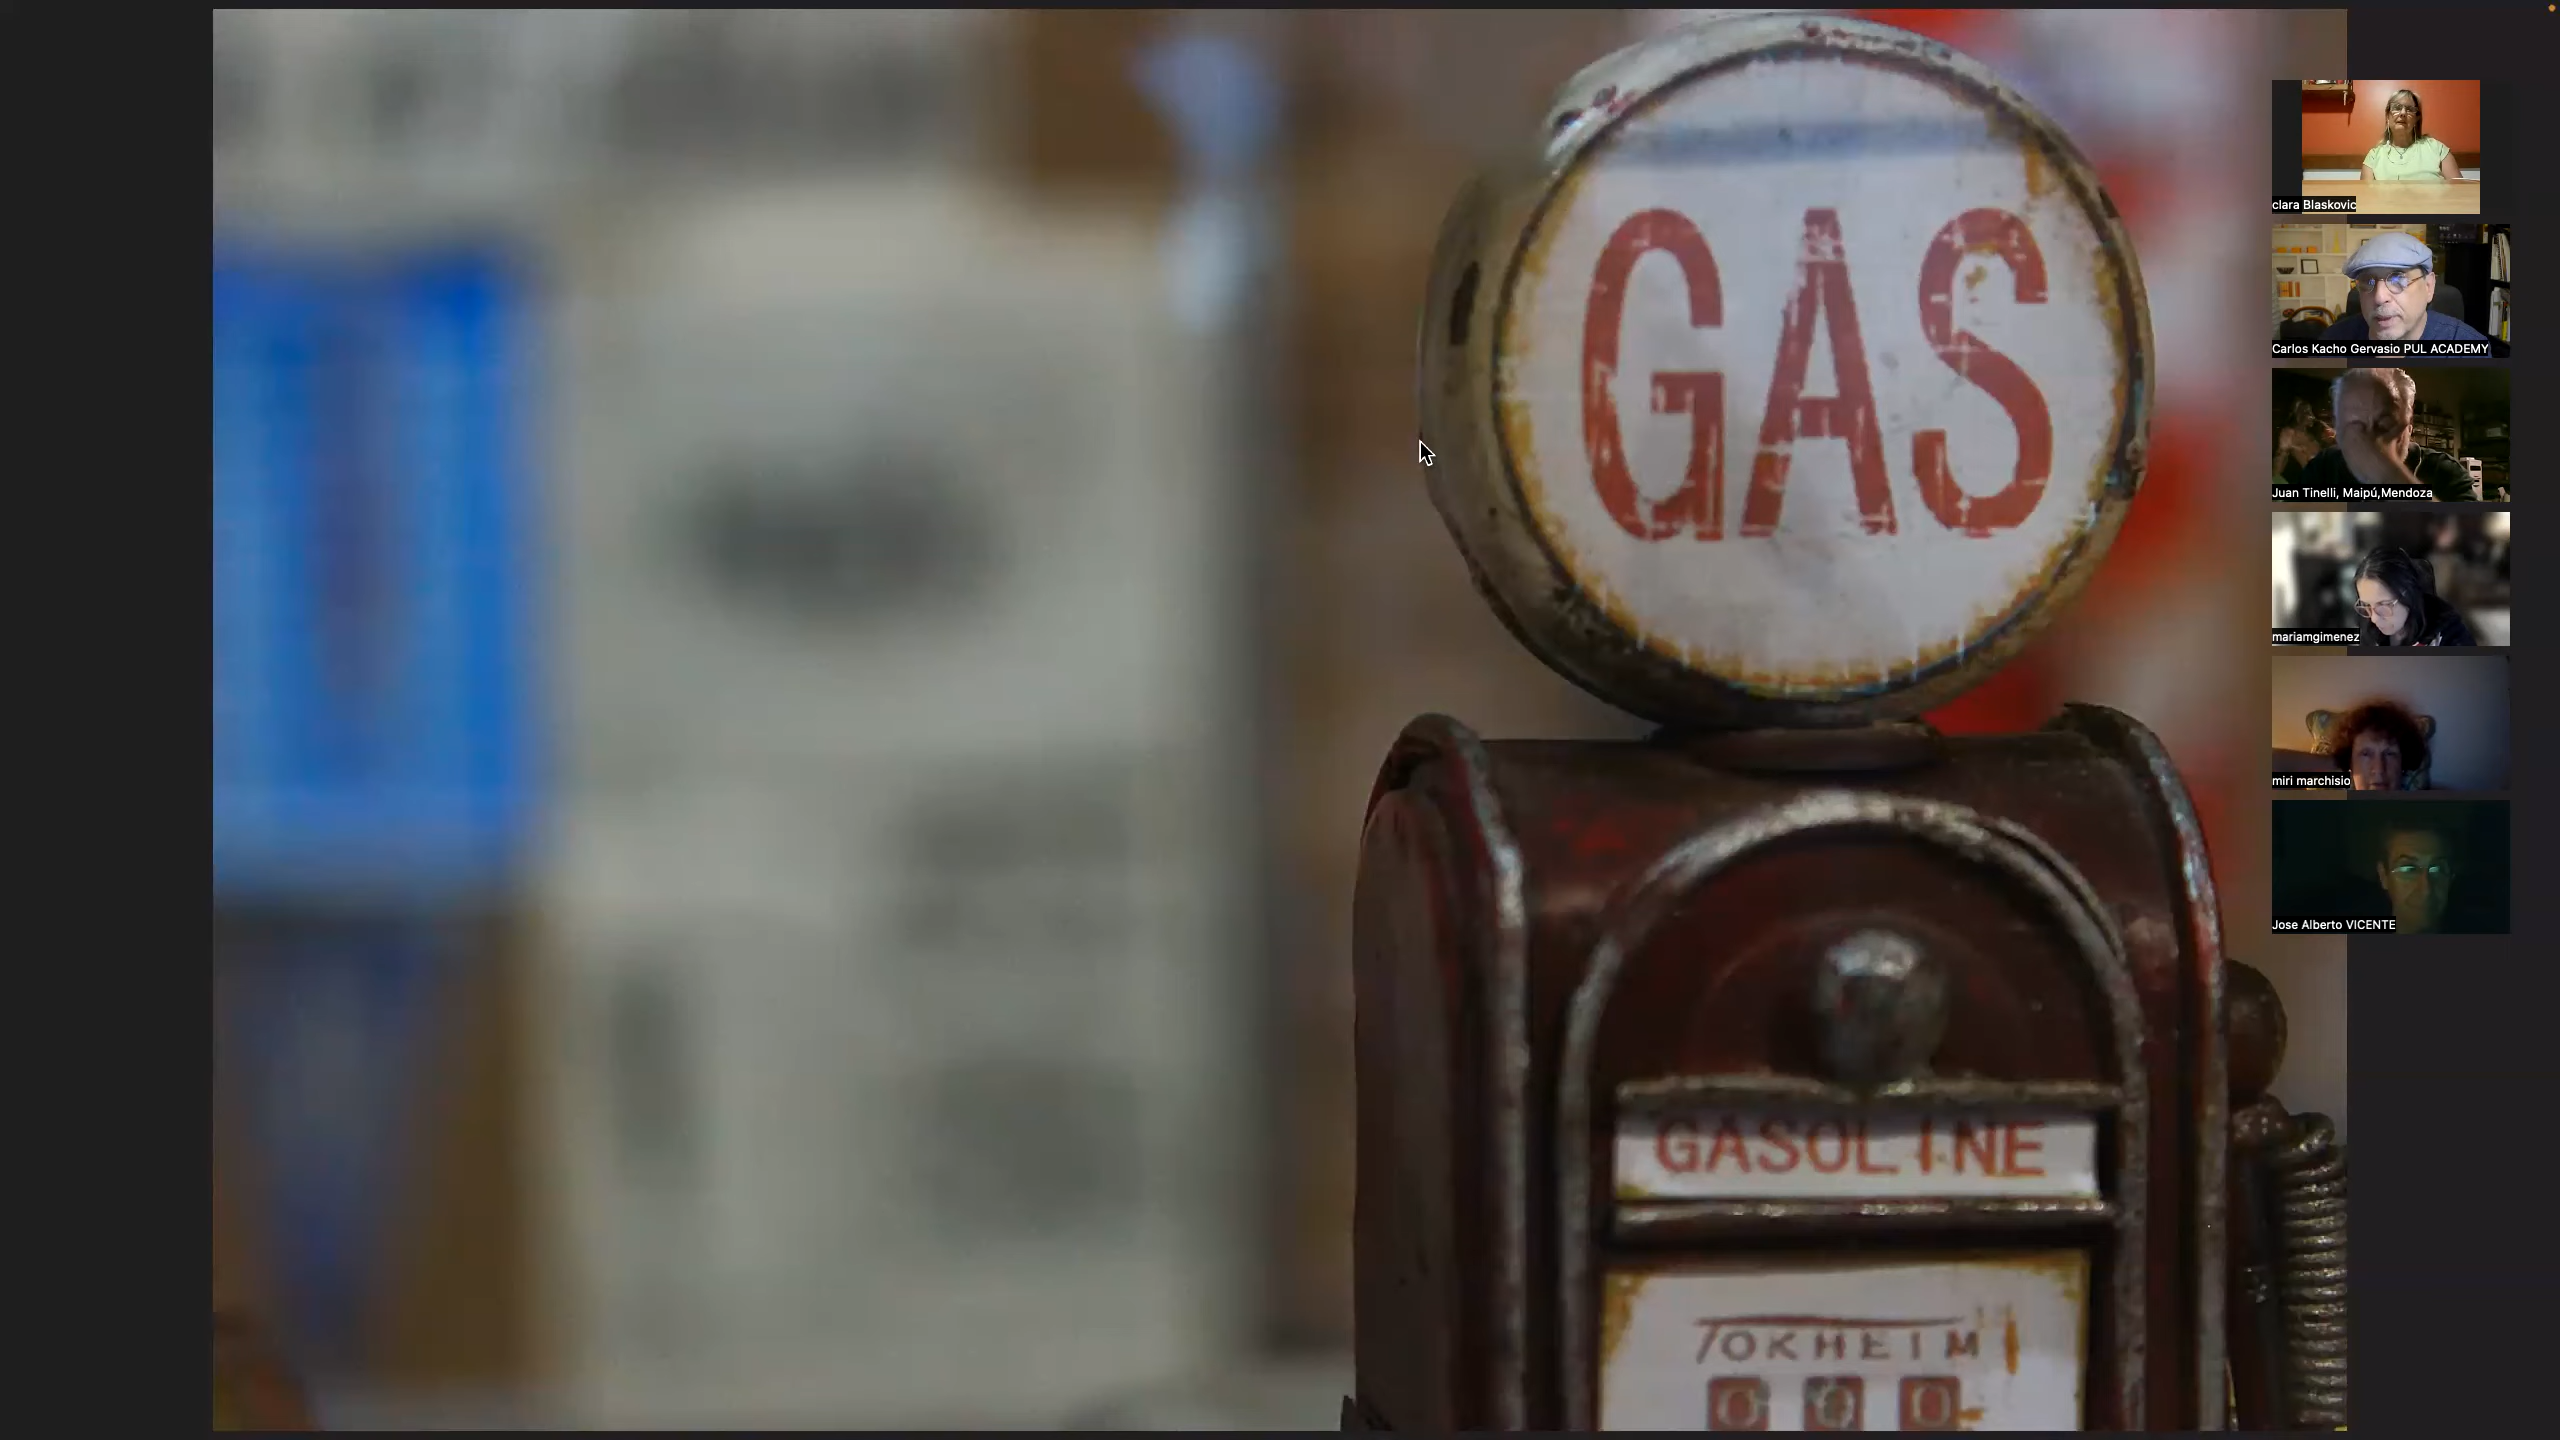 GAS
GASOLINE
TOKHEIM
000
clara Blaskovic
Carlos Kacho Gervasio PUL ACADEMY
Juan Tinelli, Maipú,Mendoza
mariamgimenez
miri marchisio
Jose Alberto VICENTE